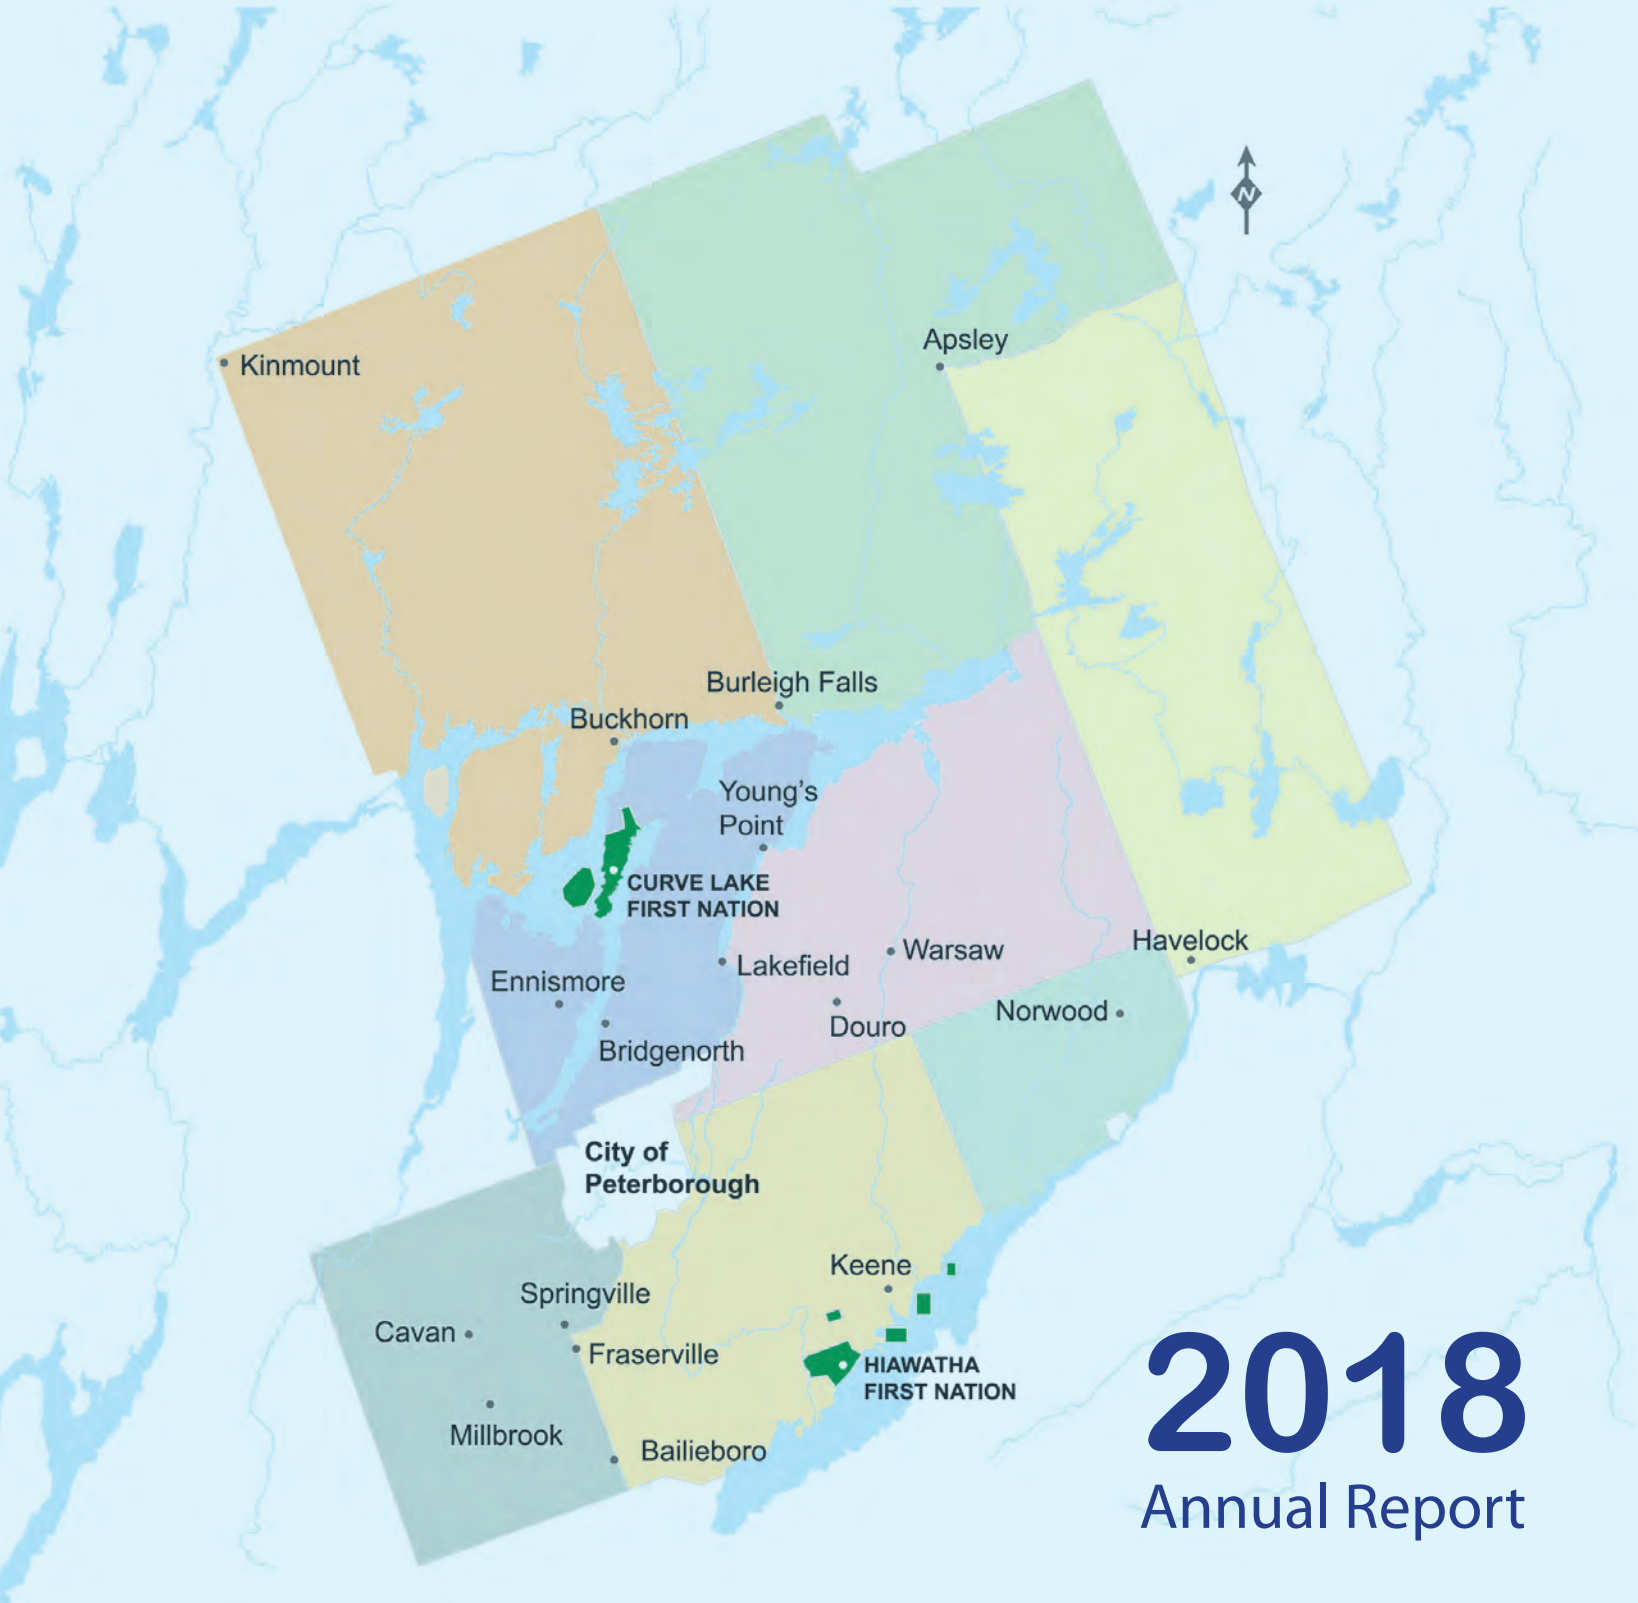 N
Apsley
Kinmount
Burleigh Falls
Buckhorn
Young's
Point
CURVE LAKE
FIRST NATION
Havelock
Warsaw
Lakefield
Ennismore
Norwood
Douro
Bridgenorth
City of
Peterborough
Keene
Springville
Cavan
Fraserville
HIAWATHA
FIRST NATION
Millbrook
Bailieboro
2018
Annual Report